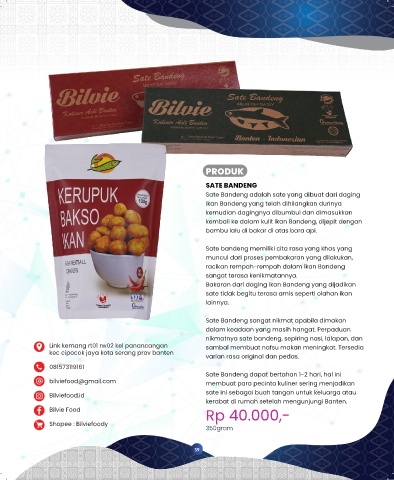 Sate Bandeng
Bilvie
Kuliner Asli Banten
Sate Bandeng
Bilvie
Kuliner Asli Banten
Banten - Indonesian
KERUPUK
BAKSO
IKAN
PRODUK
SATE BANDENG
Sate Bandeng adalah sate yang dibuat dari daging
ikan Bandeng yang telah dihilangkan durinya
kemudian dagingnya dibumbui dan dimasukkan
kembali ke dalam kulit ikan Bandeng, dijepit dengan
bambu lalu di bakar di atas bara api.
Sate bandeng memiliki cita rasa yang khas yang
muncul dari proses pembakaran yang dilakukan,
racikan rempah-rempah dalam ikan Bandeng
sangat terasa kenikmatannya.
Bakaran dari daging ikan Bandeng yang dijadikan
sate tidak begitu terasa amis seperti olahan ikan
lainnya.
Sate Bandeng sangat nikmat apabila dimakan
dalam keadaan yang masih hangat. Perpaduan
nikmatnya sate bandeng, sepiring nasi, lalapan, dan
sambal membuat nafsu makan meningkat. Tersedia
varian rasa original dan pedas.
Sate Bandeng dapat bertahan 1-2 hari, hal ini
membuat para pecinta kuliner sering menjadikan
sate ini sebagai buah tangan untuk keluarga atau
kerabat di rumah setelah mengunjungi Banten.
Rp 40.000,-
350gram
Link kemang rt01 rw02 kel panancangan
kec cipocok jaya kota serang prov banten
081573119161
bilviefood@gmail.com
Bilviefood.id
Bilvie Food
Shopee : Bilviefoody